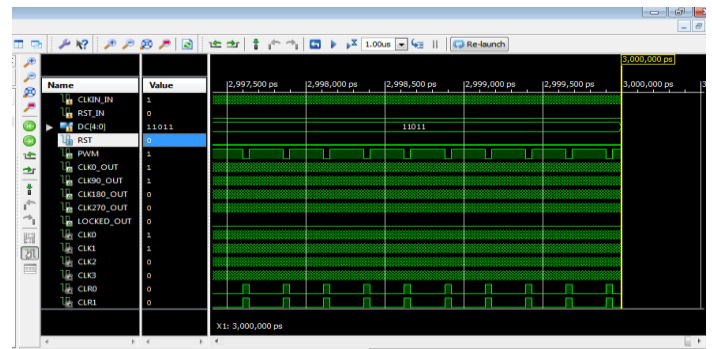 1.00us Re-launch
3,000,000 ps
Name Value 2,997,500 ps 2,998,000 ps 2,998,500 ps 2,999,000 ps 2,999,500 ps 3,000,000 ps 3
CLKIN_IN 1
RST_IN 0
DC[4:0] 11011 11011
RST 0
PWM 1
CLK0_OUT 1
CLK90_OUT 1
CLK180_OUT 0
CLK270_OUT 0
LOCKED_OUT 0
CLK0 1
CLK1 1
CLK2 0
CLK3 0
CLR0 0
CLR1 0
X1: 3,000,000 ps